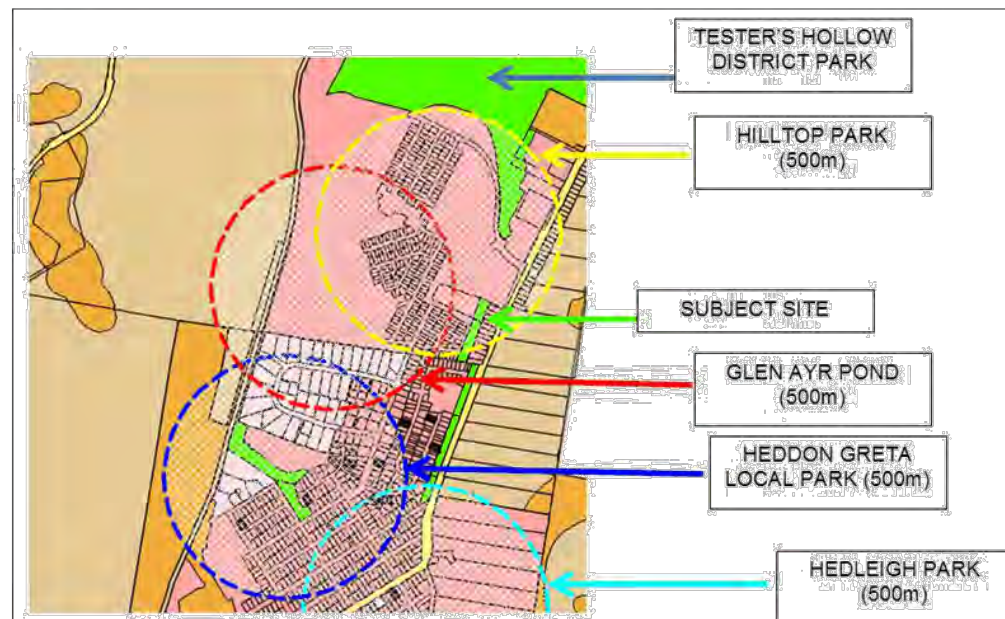 TESTER'S HOLLOW
DISTRICT PARK
HILLTOP PARK
(500m)
SUBJECT SITE
GLEN AYR POND
(500m)
HEDDON GRETA
LOCAL PARK (500m)
HEDLEIGH PARK
(500m)